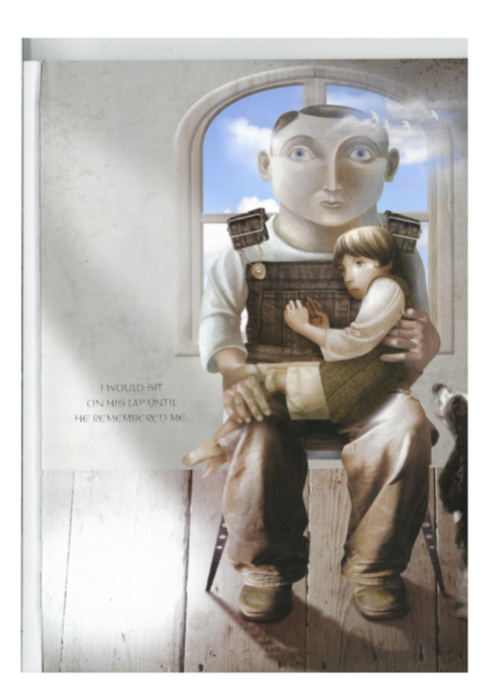 I WOULD SIT
ON HIS LAP UNTIL
HE REMEMBERED ME.